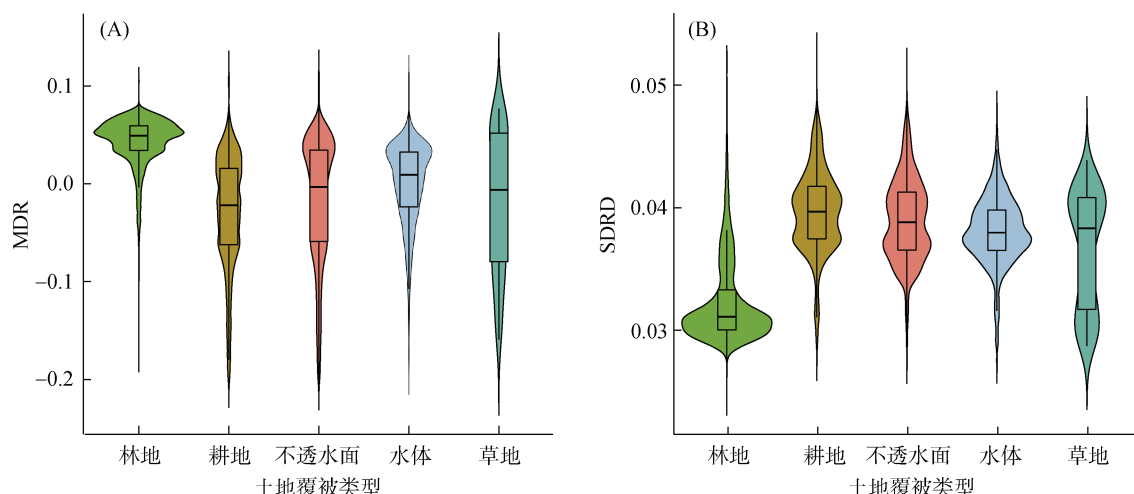 (A)
MDR
0.1
0.0
−0.1
−0.2
林地 耕地 不透水面 水体 草地
土地覆被类型
(B)
SDRD
0.05
0.04
0.03
林地 耕地 不透水面 水体 草地
土地覆被类型